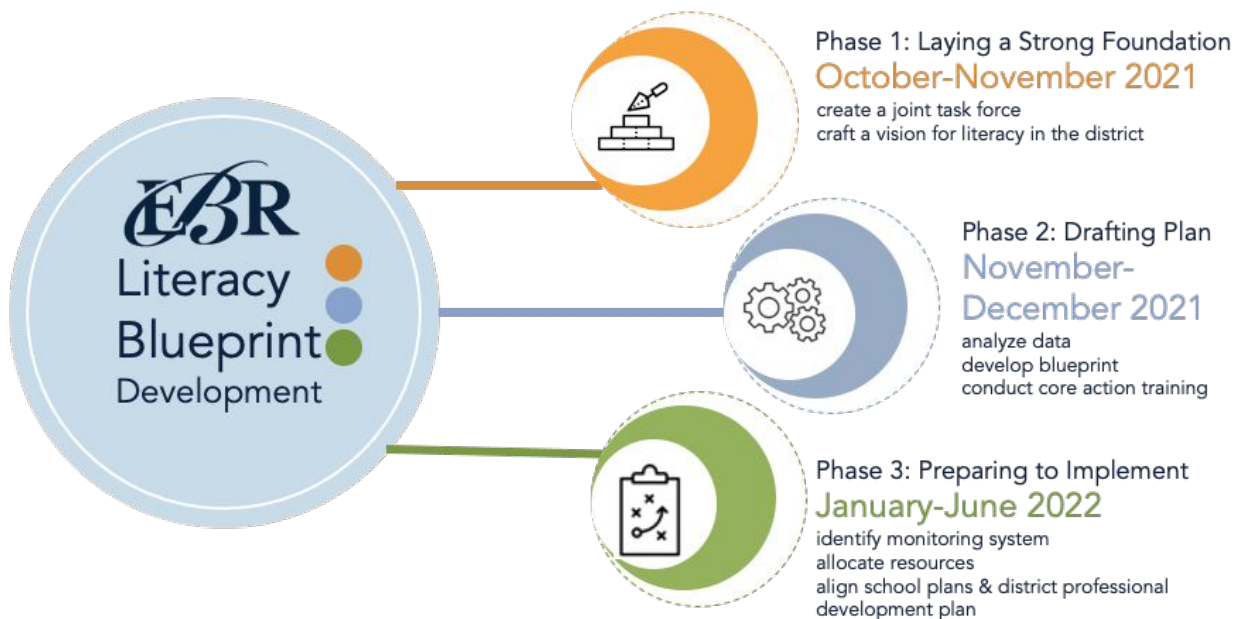 EBR
Literacy
Blueprint
Development
Phase 1: Laying a Strong Foundation
October-November 2021
create a joint task force
craft a vision for literacy in the district
Phase 2: Drafting Plan
November-
December 2021
analyze data
develop blueprint
conduct core action training
Phase 3: Preparing to Implement
January-June 2022
identify monitoring system
allocate resources
align school plans & district professional
development plan